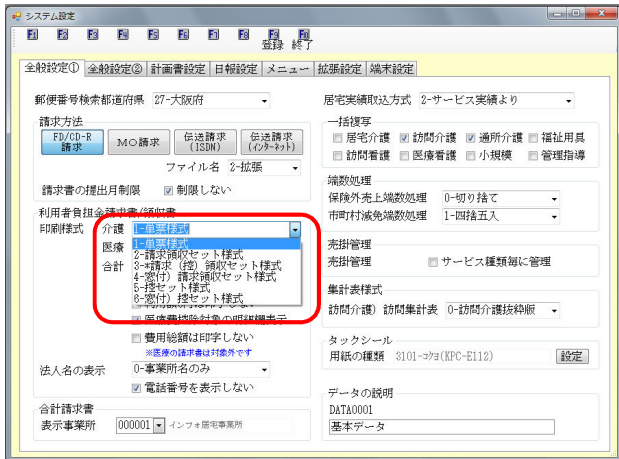 システム設定
F1 F2 F3 F4 F5 F6 F7 F8 F9 F10
登録 終了
全般設定① 全般設定② 計画書設定 日報設定 メニュー 拡張設定 端末設定
郵便番号検索都道府県 27-大阪府
請求方法
FD/CD-R請求 MO請求 伝送請求(ISDN) 伝送請求(インターネット)
ファイル名 2-拡張
請求書の提出月制限 制限しない
利用者負担金請求書/領収書
印刷様式 介護 1-単票様式
医療 1-単票様式
2-請求領収セット様式
合計 3-*請求(控)領収セット様式
4-窓付)請求領収セット様式
5-控セット様式
6-窓付)控セット様式
医療費控除対象の明細欄表示
費用総額は印字しない
※医療の請求書は対象外です
法人名の表示 0-事業所名のみ
電話番号を表示しない
合計請求書
表示事業所 000001 インフォ居宅事業所
居宅実績取込方式 2-サービス実績より
一括複写
居宅介護 訪問介護 通所介護 福祉用具
訪問看護 医療看護 小規模 管理指導
端数処理
保険外売上端数処理 0-切り捨て
市町村減免端数処理 1-四捨五入
売掛管理
売掛管理 サービス種類毎に管理
集計表様式
訪問介護)訪問集計表 0-訪問介護抜粋版
タックシール
用紙の種類 3101-コクヨ(KPC-E112) 設定
データの説明
DATA0001
基本データ